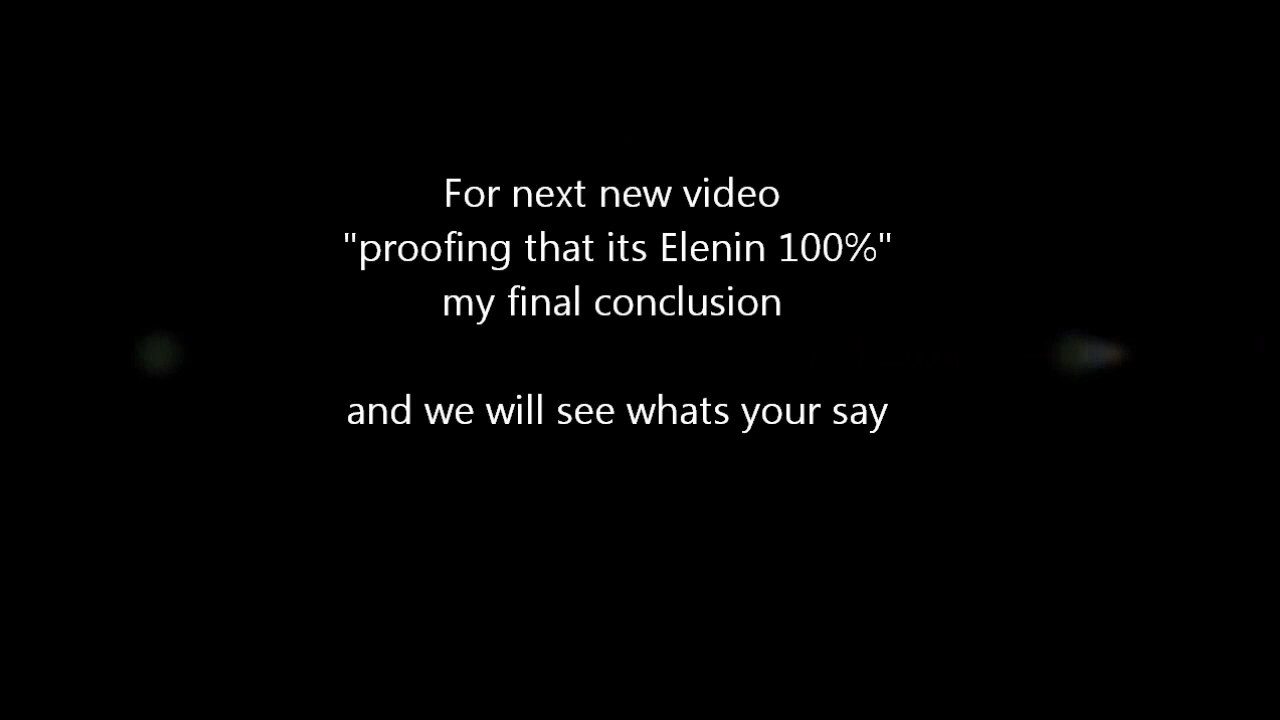 For next new video
"proofing that its Elenin 100%"
my final conclusion
and we will see whats your say